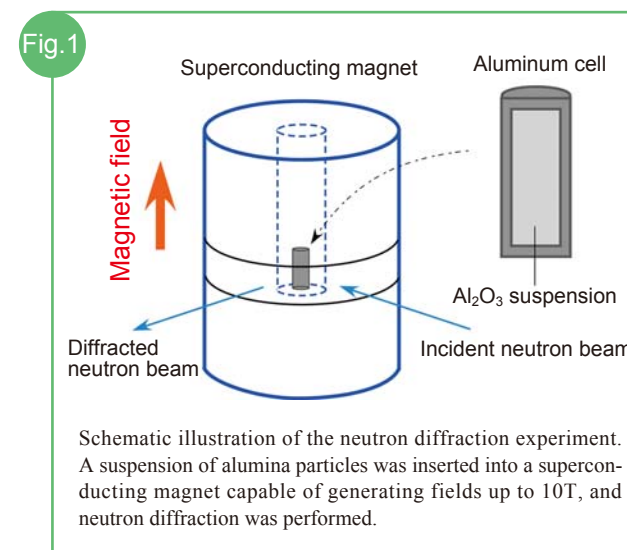 Fig.1
Superconducting magnet
Aluminum cell
Magnetic field
Al₂O₃ suspension
Diffracted
neutron beam
Incident neutron beam
Schematic illustration of the neutron diffraction experiment.
A suspension of alumina particles was inserted into a supercon-
ducting magnet capable of generating fields up to 10T, and
neutron diffraction was performed.